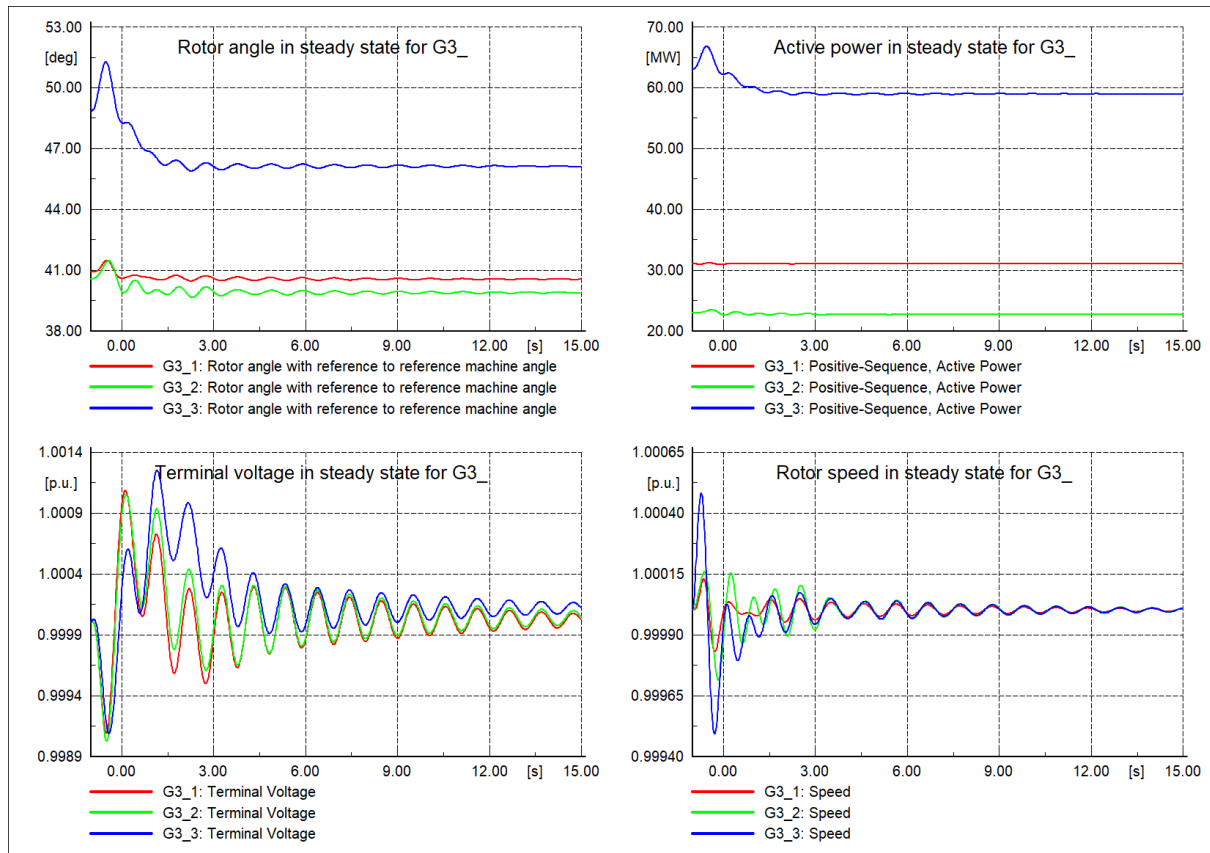 Rotor angle in steady state for G3_
53.00
[deg]
50.00
47.00
44.00
41.00
38.00
0.00 3.00 6.00 9.00 12.00 [s] 15.00
G3_1: Rotor angle with reference to reference machine angle
G3_2: Rotor angle with reference to reference machine angle
G3_3: Rotor angle with reference to reference machine angle
Active power in steady state for G3_
70.00
[MW]
60.00
50.00
40.00
30.00
20.00
0.00 3.00 6.00 9.00 12.00 [s] 15.00
G3_1: Positive-Sequence, Active Power
G3_2: Positive-Sequence, Active Power
G3_3: Positive-Sequence, Active Power
Terminal voltage in steady state for G3_
1.0014
[p.u.]
1.0009
1.0004
0.9999
0.9994
0.9989
0.00 3.00 6.00 9.00 12.00 [s] 15.00
G3_1: Terminal Voltage
G3_2: Terminal Voltage
G3_3: Terminal Voltage
Rotor speed in steady state for G3_
1.00065
[p.u.]
1.00040
1.00015
0.99990
0.99965
0.99940
0.00 3.00 6.00 9.00 12.00 [s] 15.00
G3_1: Speed
G3_2: Speed
G3_3: Speed